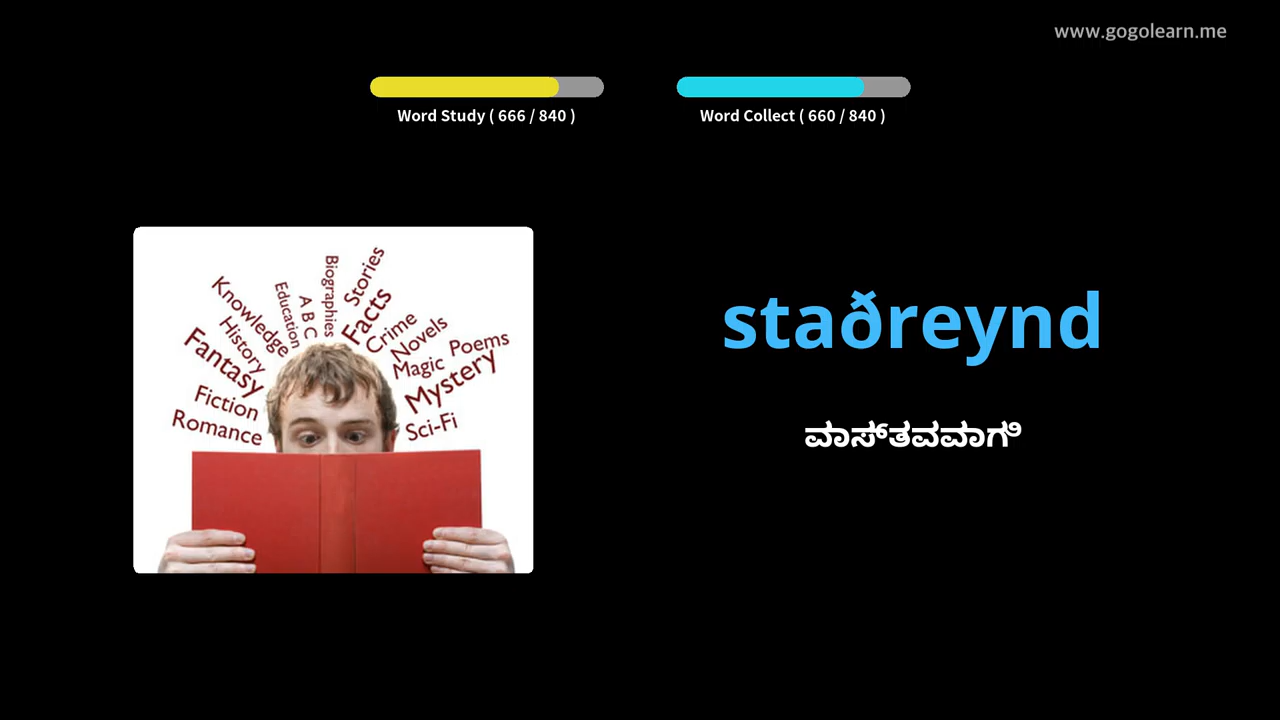 www.gogolearn.me
Word Study ( 666 / 840 )
Word Collect ( 660 / 840 )
Biographies
Stories
Education
A B C
Facts
Knowledge
History
Crime
Novels
Poems
Fantasy
Magic
Mystery
Fiction
Romance
Sci-Fi
staðreynd
ವಾಸ್ತವವಾಗಿ